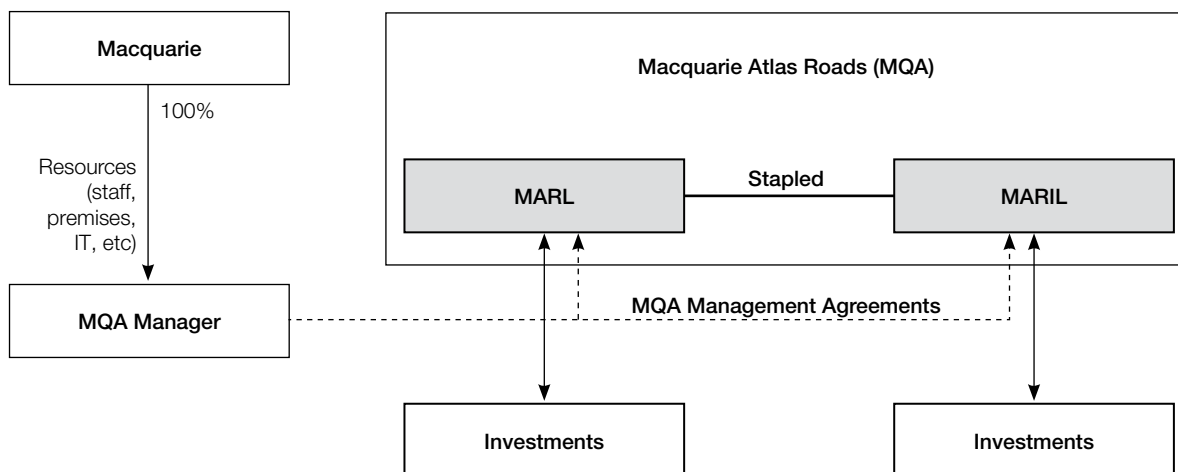 Macquarie
100%
Resources
(staff,
premises,
IT, etc)
MQA Manager
Macquarie Atlas Roads (MQA)
MARL
Stapled
MARIL
MQA Management Agreements
Investments
Investments